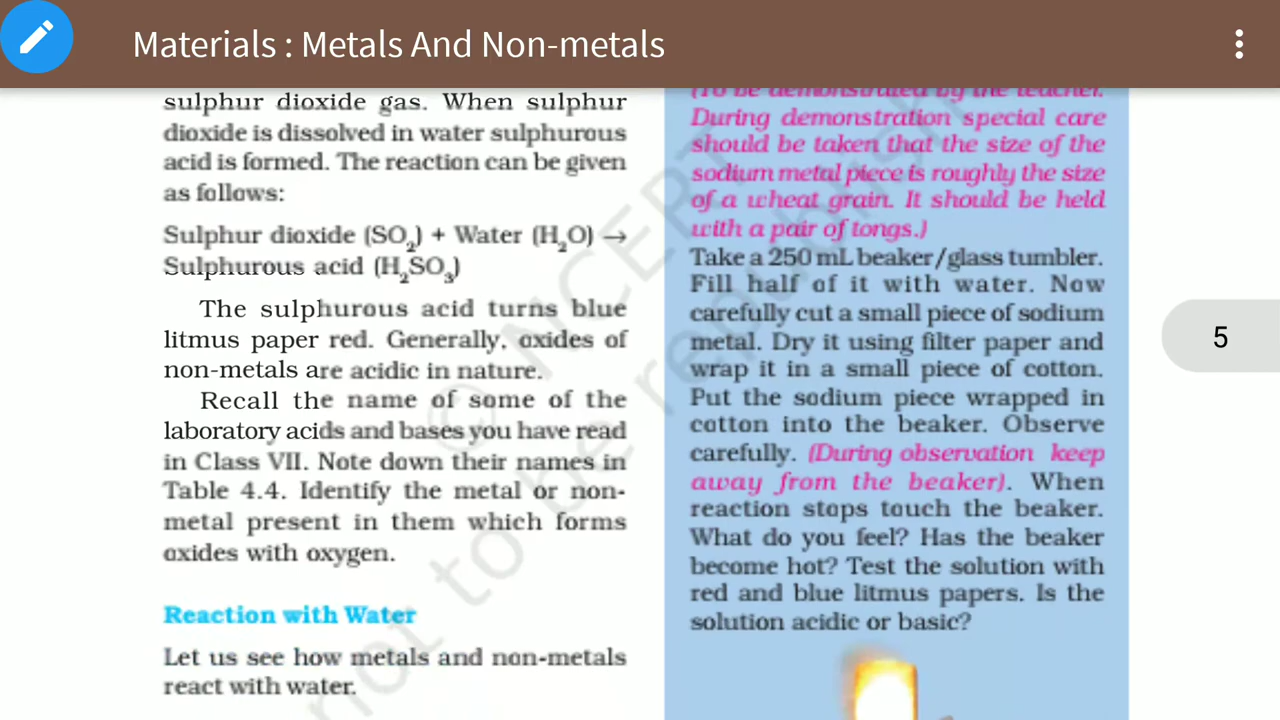 Materials : Metals And Non-metals
sulphur dioxide gas. When sulphur
dioxide is dissolved in water sulphurous
acid is formed. The reaction can be given
as follows:
Sulphur dioxide (SO₂) + Water (H₂O) →
Sulphurous acid (H₂SO₃)
The sulphurous acid turns blue
litmus paper red. Generally, oxides of
non-metals are acidic in nature.
Recall the name of some of the
laboratory acids and bases you have read
in Class VII. Note down their names in
Table 4.4. Identify the metal or non-
metal present in them which forms
oxides with oxygen.
Reaction with Water
Let us see how metals and non-metals
react with water.
(To be demonstrated by the teacher.
During demonstration special care
should be taken that the size of the
sodium metal piece is roughly the size
of a wheat grain. It should be held
with a pair of tongs.)
Take a 250 mL beaker/glass tumbler.
Fill half of it with water. Now
carefully cut a small piece of sodium
metal. Dry it using filter paper and
wrap it in a small piece of cotton.
Put the sodium piece wrapped in
cotton into the beaker. Observe
carefully. (During observation keep
away from the beaker). When
reaction stops touch the beaker.
What do you feel? Has the beaker
become hot? Test the solution with
red and blue litmus papers. Is the
solution acidic or basic?
5
© NCERT
not to be republished